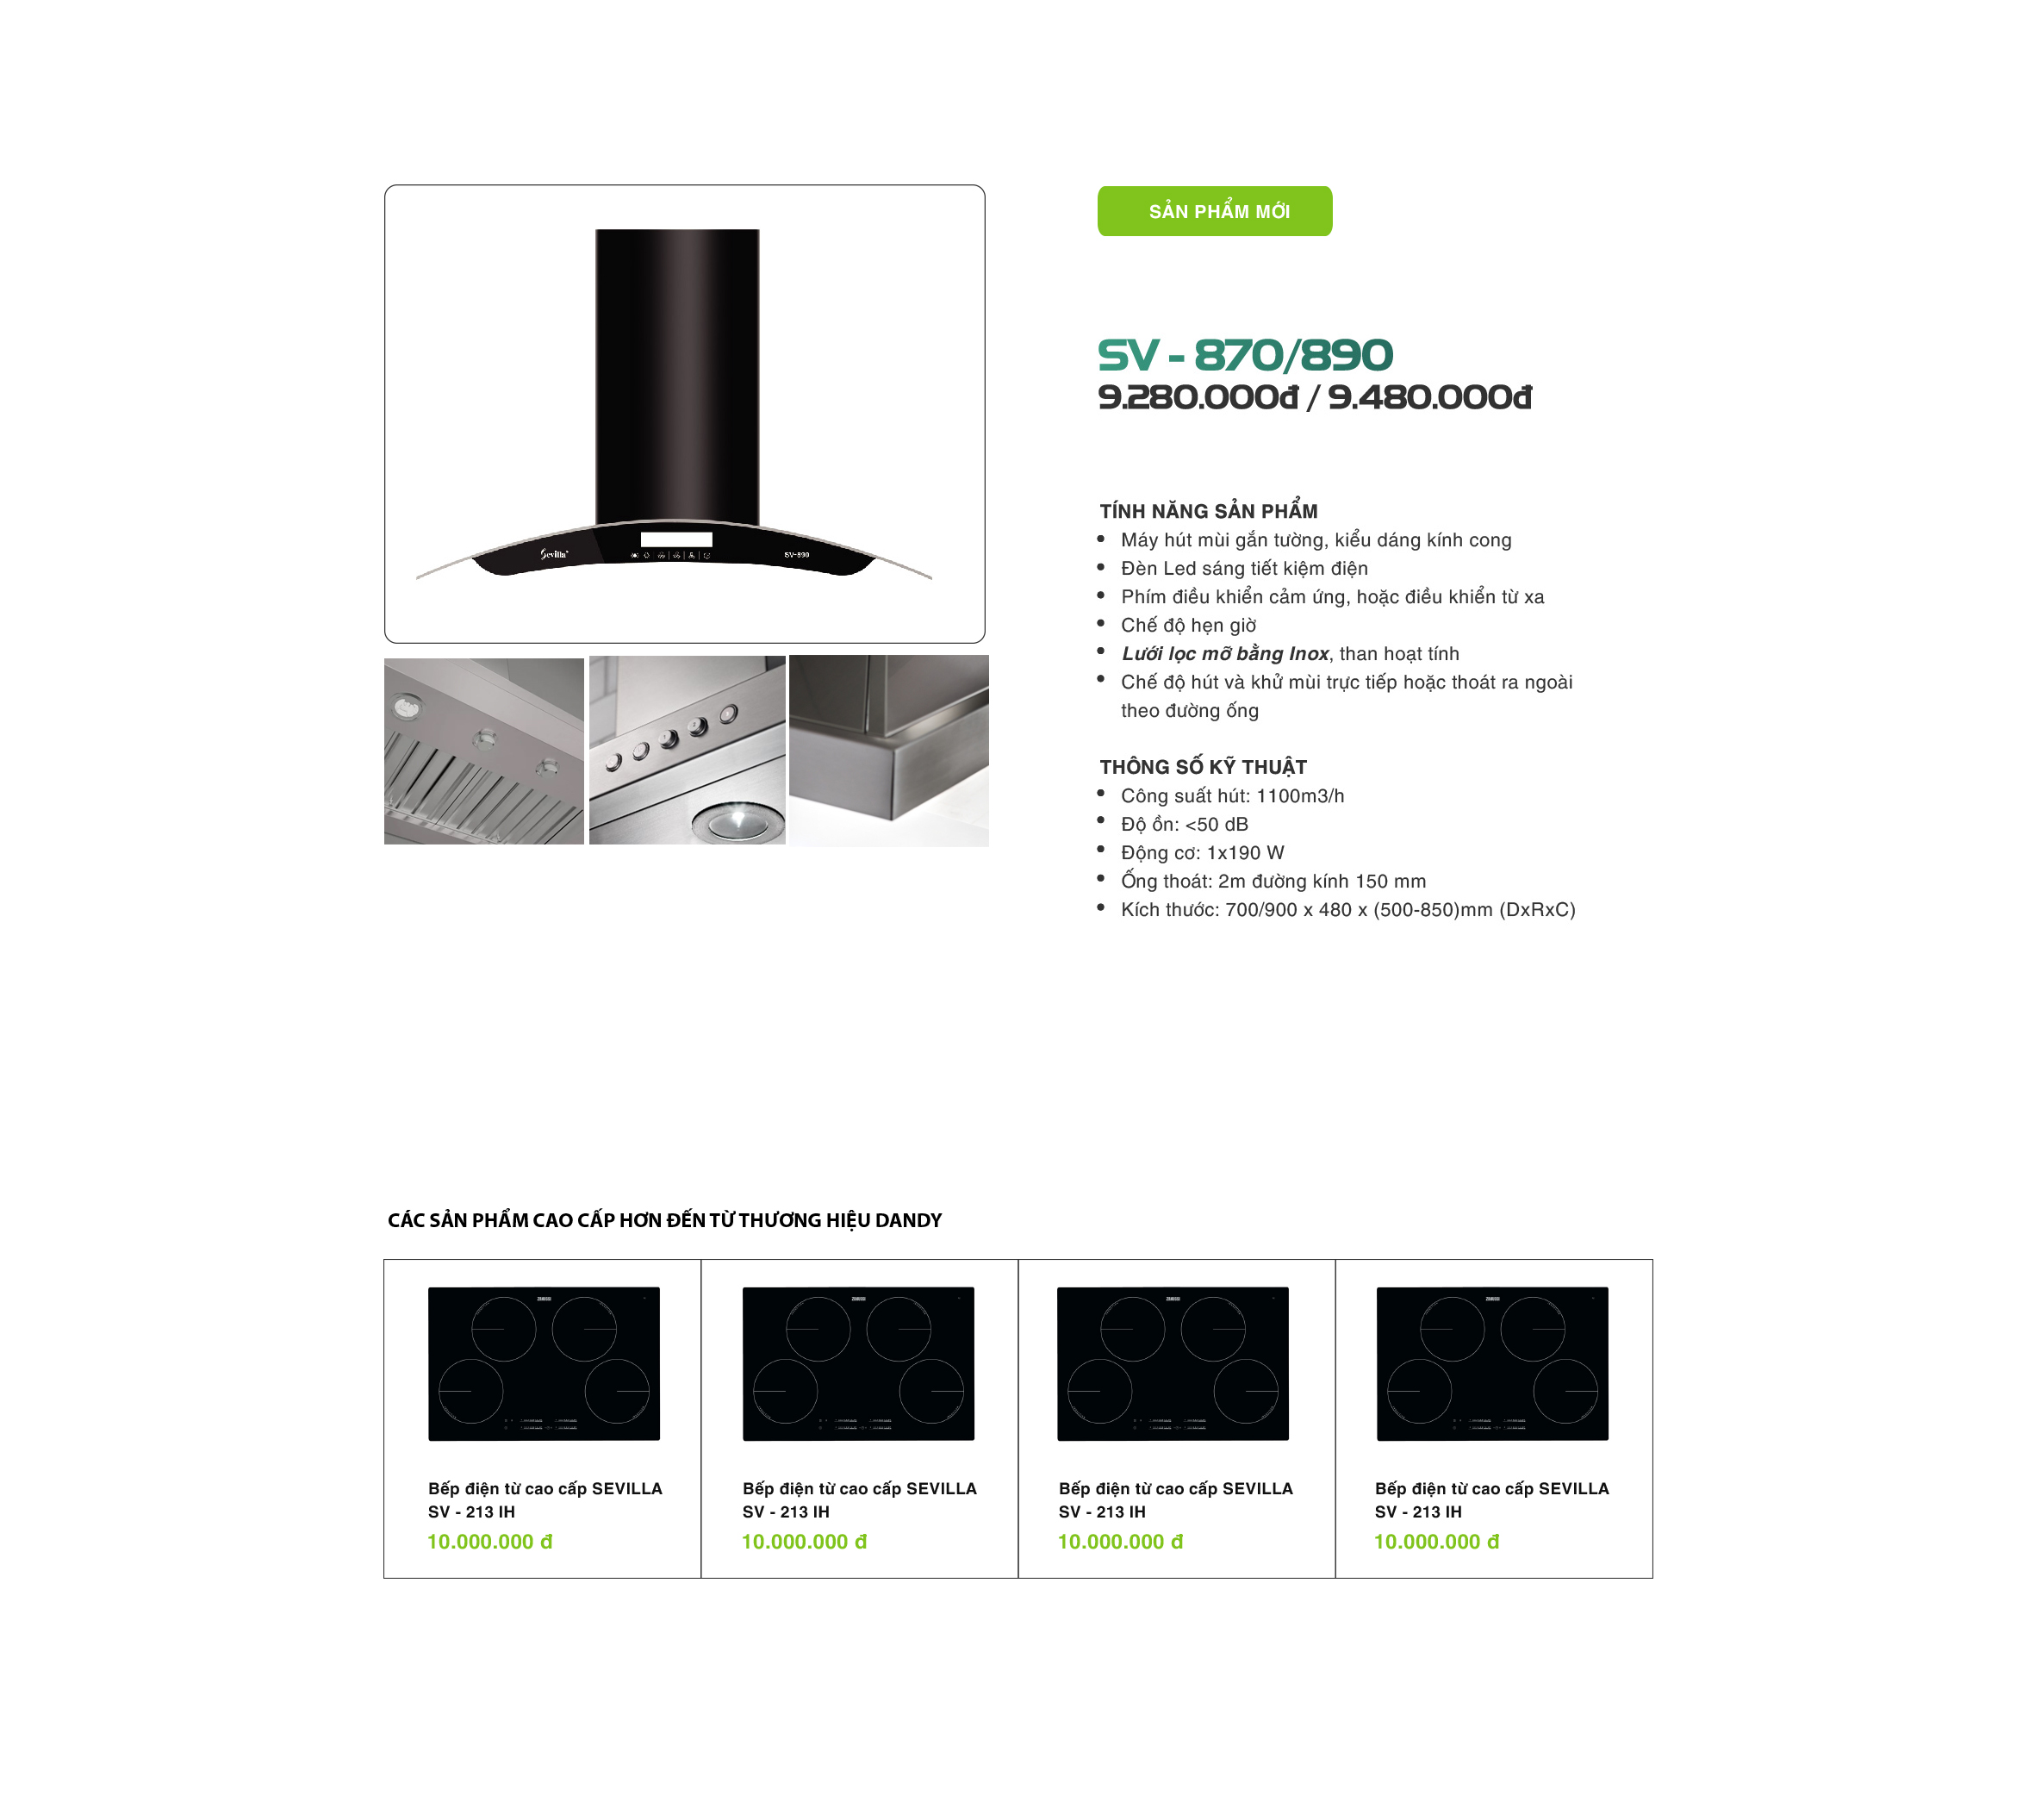 SẢN PHẨM MỚI
SV - 870/890
9.280.000đ / 9.480.000đ
Sevilla
SV-890
TÍNH NĂNG SẢN PHẨM
Máy hút mùi gắn tường, kiểu dáng kính cong
Đèn Led sáng tiết kiệm điện
Phím điều khiển cảm ứng, hoặc điều khiển từ xa
Chế độ hẹn giờ
Lưới lọc mỡ bằng Inox, than hoạt tính
Chế độ hút và khử mùi trực tiếp hoặc thoát ra ngoài
theo đường ống
THÔNG SỐ KỸ THUẬT
Công suất hút: 1100m3/h
Độ ồn: <50 dB
Động cơ: 1x190 W
Ống thoát: 2m đường kính 150 mm
Kích thước: 700/900 x 480 x (500-850)mm (DxRxC)
CÁC SẢN PHẨM CAO CẤP HƠN ĐẾN TỪ THƯƠNG HIỆU DANDY
Bếp điện từ cao cấp SEVILLA
SV - 213 IH
10.000.000 đ
Bếp điện từ cao cấp SEVILLA
SV - 213 IH
10.000.000 đ
Bếp điện từ cao cấp SEVILLA
SV - 213 IH
10.000.000 đ
Bếp điện từ cao cấp SEVILLA
SV - 213 IH
10.000.000 đ